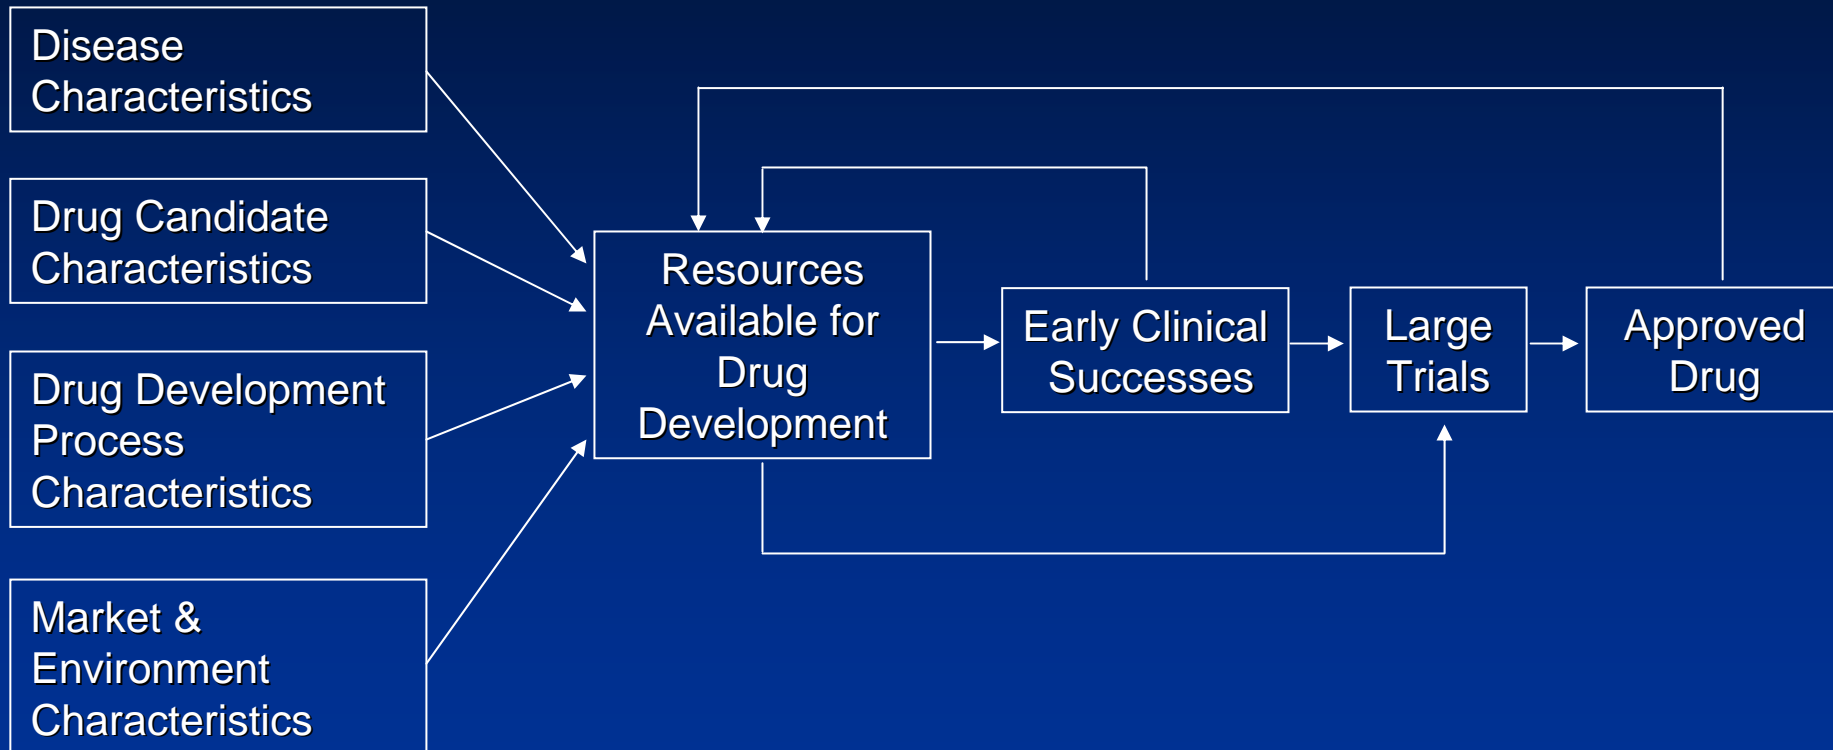 Disease
Characteristics
Drug Candidate
Characteristics
Drug Development
Process
Characteristics
Market &
Environment
Characteristics
Resources
Available for
Drug
Development
Early Clinical
Successes
Large
Trials
Approved
Drug